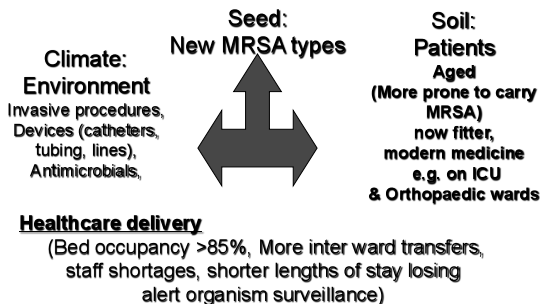 Seed:
New MRSA types
Climate:
Environment
Invasive procedures,
Devices (catheters,
tubing, lines),
Antimicrobials,
Soil:
Patients
Aged
(More prone to carry
MRSA)
now fitter,
modern medicine
e.g. on ICU
& Orthopaedic wards
Healthcare delivery
(Bed occupancy >85%, More inter ward transfers,
staff shortages, shorter lengths of stay losing
alert organism surveillance)